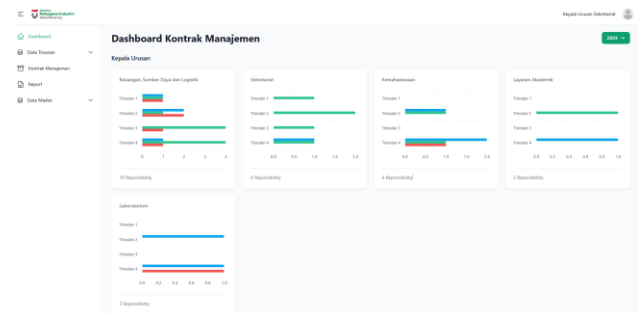 Rekayasa Industri
Kepala Urusan Sekretariat
Dashboard
Data Triwulan
Kontrak Manajemen
Report
Data Master
Dashboard Kontrak Manajemen
2024
Kepala Urusan
Keuangan, Sumber Daya dan Logistik
Triwulan 1
Triwulan 2
Triwulan 3
Triwulan 4
0 1 2 3 4
10 Reponsibility
Sekretariat
Triwulan 1
Triwulan 2
Triwulan 3
Triwulan 4
0.0 0.5 1.0 1.5 2.0
6 Reponsibility
Kemahasiswaan
Triwulan 1
Triwulan 2
Triwulan 3
Triwulan 4
0.0 0.5 1.0 1.5 2.0
6 Reponsibility
Layanan Akademik
Triwulan 1
Triwulan 2
Triwulan 3
Triwulan 4
0.0 0.2 0.4 0.6 0.8 1.0
2 Reponsibility
Laboratorium
Triwulan 1
Triwulan 2
Triwulan 3
Triwulan 4
0.0 0.2 0.4 0.6 0.8 1.0
3 Reponsibility